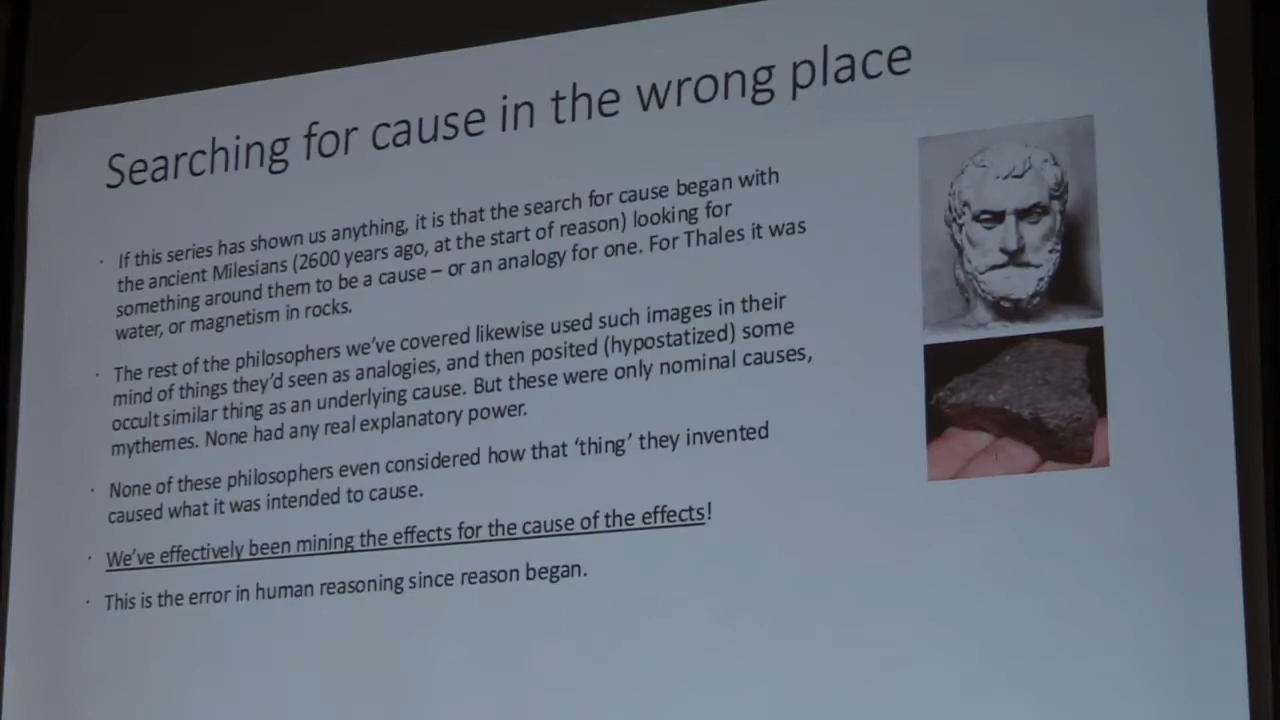 Searching for cause in the wrong place
· If this series has shown us anything, it is that the search for cause began with
the ancient Milesians (2600 years ago, at the start of reason) looking for
something around them to be a cause – or an analogy for one. For Thales it was
water, or magnetism in rocks.
· The rest of the philosophers we've covered likewise used such images in their
mind of things they'd seen as analogies, and then posited (hypostatized) some
occult similar thing as an underlying cause. But these were only nominal causes,
mythemes. None had any real explanatory power.
· None of these philosophers even considered how that ‘thing’ they invented
caused what it was intended to cause.
· We've effectively been mining the effects for the cause of the effects!
· This is the error in human reasoning since reason began.